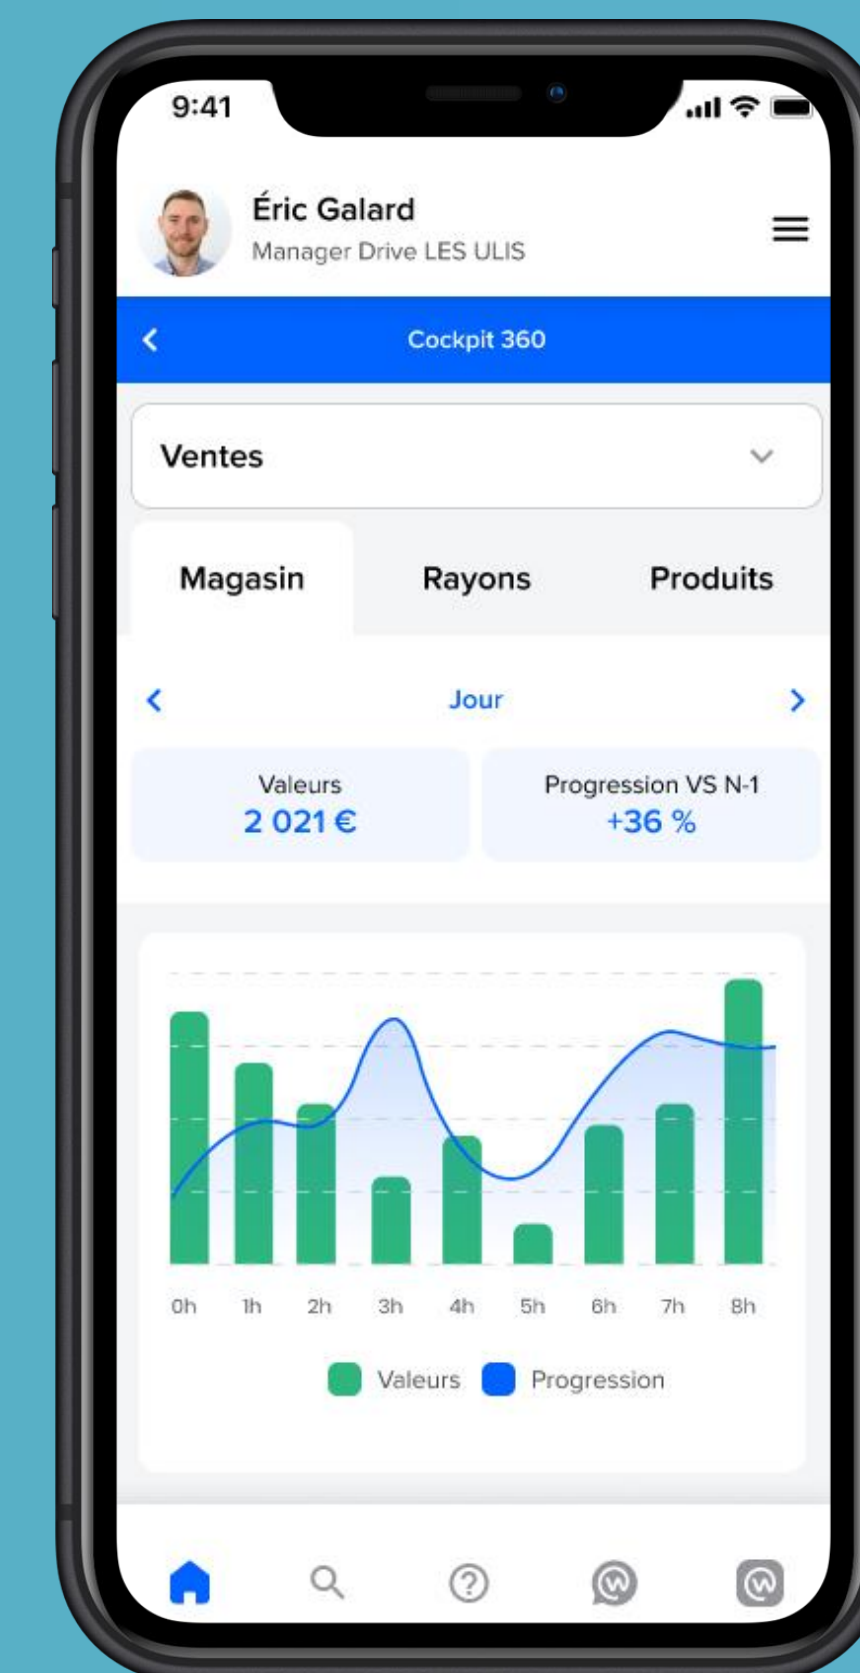 9:41
Éric Galard
Manager Drive LES ULIS
Cockpit 360
Ventes
Magasin Rayons Produits
Jour
Valeurs Progression VS N-1
2 021 € +36 %
0h 1h 2h 3h 4h 5h 6h 7h 8h
Valeurs Progression